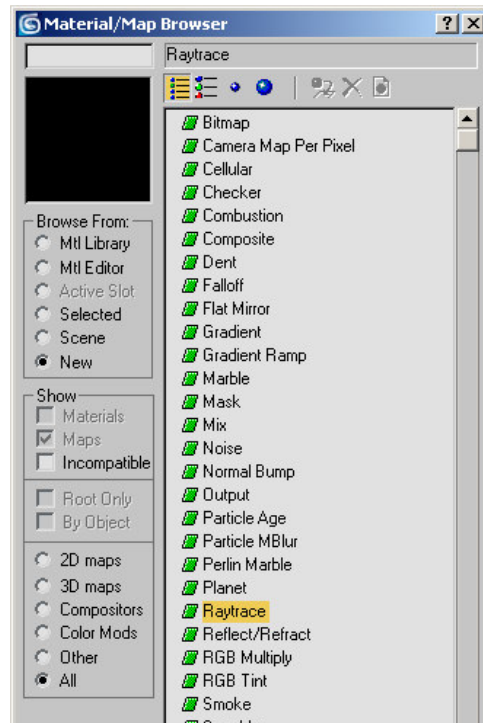 Material/Map Browser
Raytrace
Browse From:
Mtl Library
Mtl Editor
Active Slot
Selected
Scene
New
Show
Materials
Maps
Incompatible
Root Only
By Object
2D maps
3D maps
Compositors
Color Mods
Other
All
Bitmap
Camera Map Per Pixel
Cellular
Checker
Combustion
Composite
Dent
Falloff
Flat Mirror
Gradient
Gradient Ramp
Marble
Mask
Mix
Noise
Normal Bump
Output
Particle Age
Particle MBlur
Perlin Marble
Planet
Raytrace
Reflect/Refract
RGB Multiply
RGB Tint
Smoke